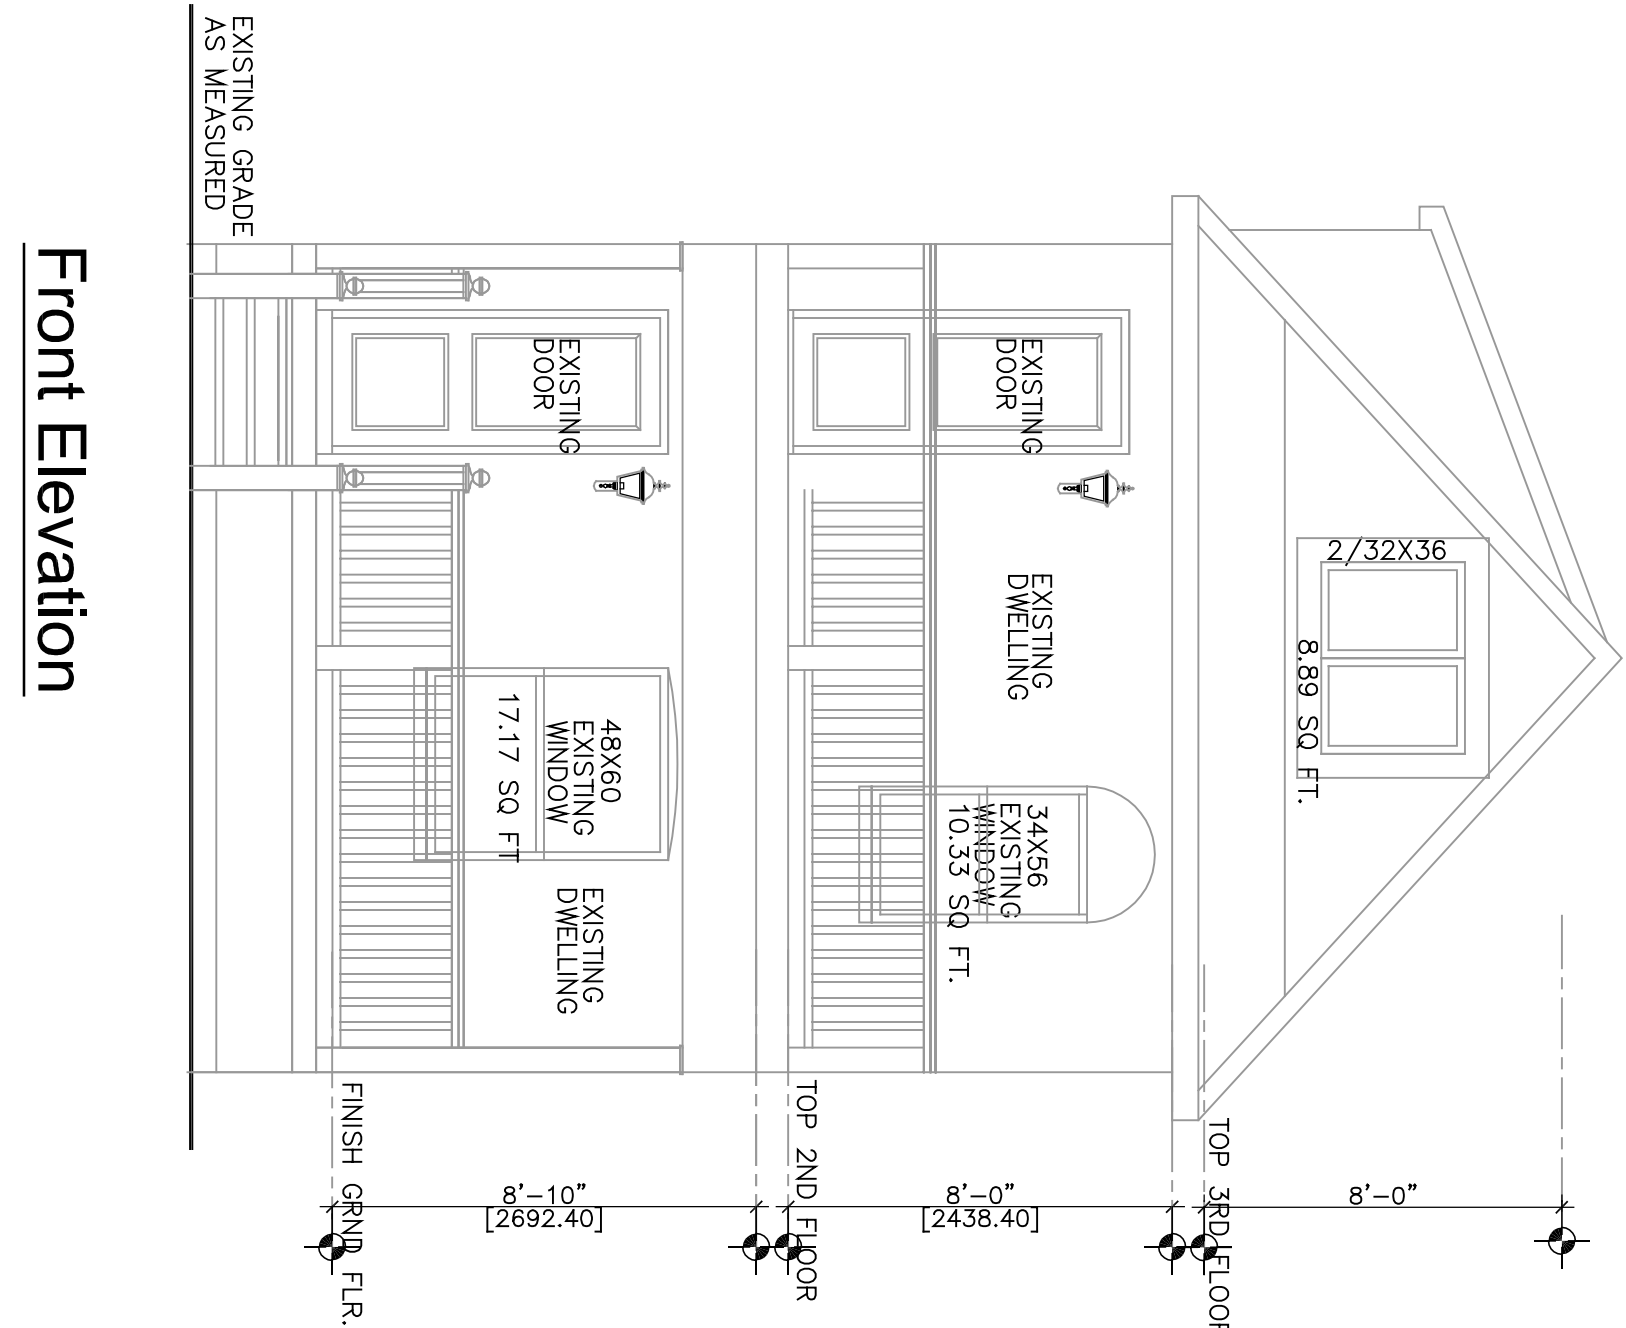 EXISTING GRADE
AS MEASURED
Front Elevation
2/32X36
8.89 SQ FT.
EXISTING
DOOR
EXISTING
DWELLING
34X56
EXISTING
WINDOW
10.33 SQ FT.
EXISTING
DOOR
48X60
EXISTING
WINDOW
17.17 SQ FT
EXISTING
DWELLING
8'-0"
TOP 3RD FLOOR
8'-0"
[2438.40]
TOP 2ND FLOOR
8'-10"
[2692.40]
FINISH GRND FLR.